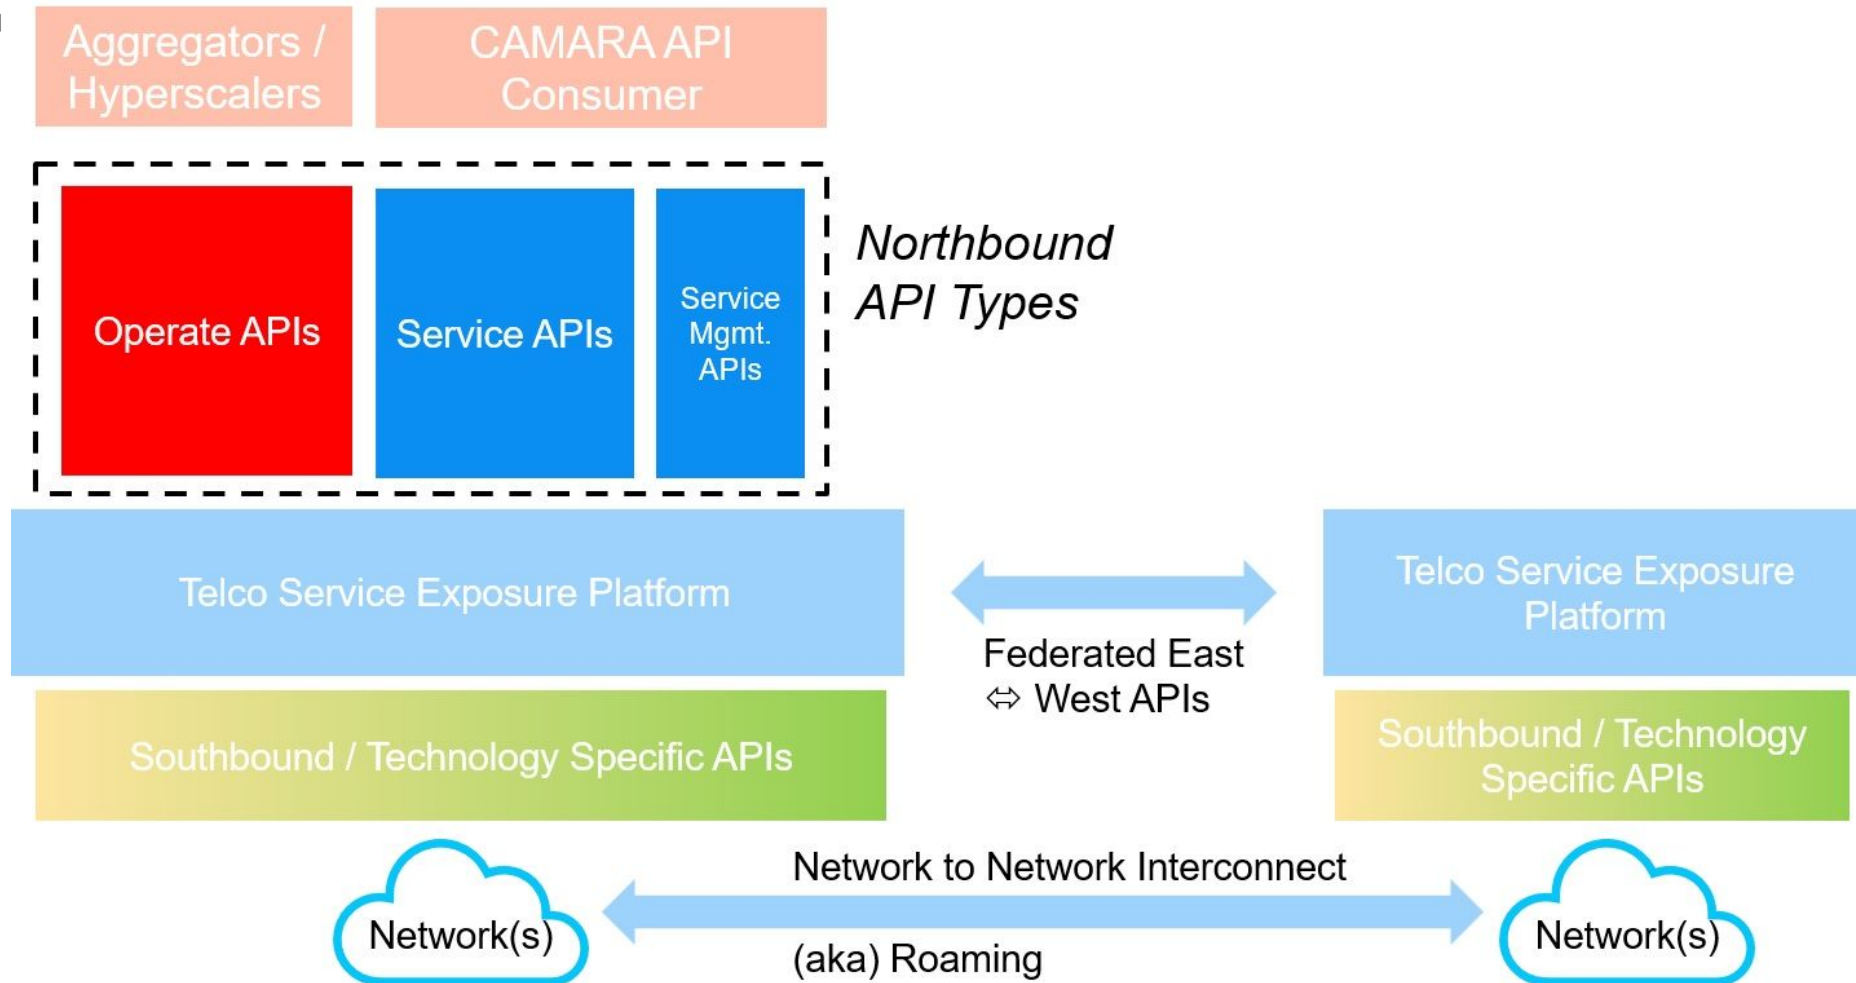 Aggregators /
Hyperscalers
CAMARA API
Consumer
Operate APIs
Service APIs
Service
Mgmt.
APIs
Northbound
API Types
Telco Service Exposure Platform
Federated East
⇔ West APIs
Telco Service Exposure
Platform
Southbound / Technology Specific APIs
Southbound / Technology
Specific APIs
Network(s)
Network to Network Interconnect
(aka) Roaming
Network(s)